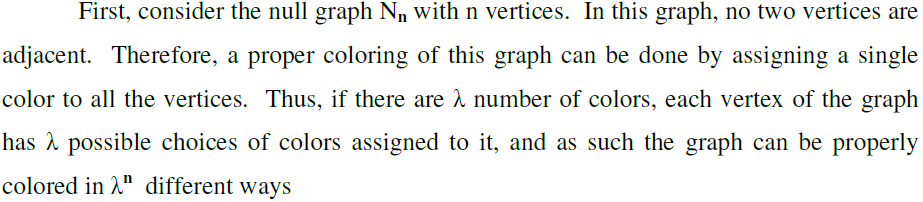 First, consider the null graph Nn with n vertices. In this graph, no two vertices are
adjacent. Therefore, a proper coloring of this graph can be done by assigning a single
color to all the vertices. Thus, if there are λ number of colors, each vertex of the graph
has λ possible choices of colors assigned to it, and as such the graph can be properly
colored in λⁿ different ways